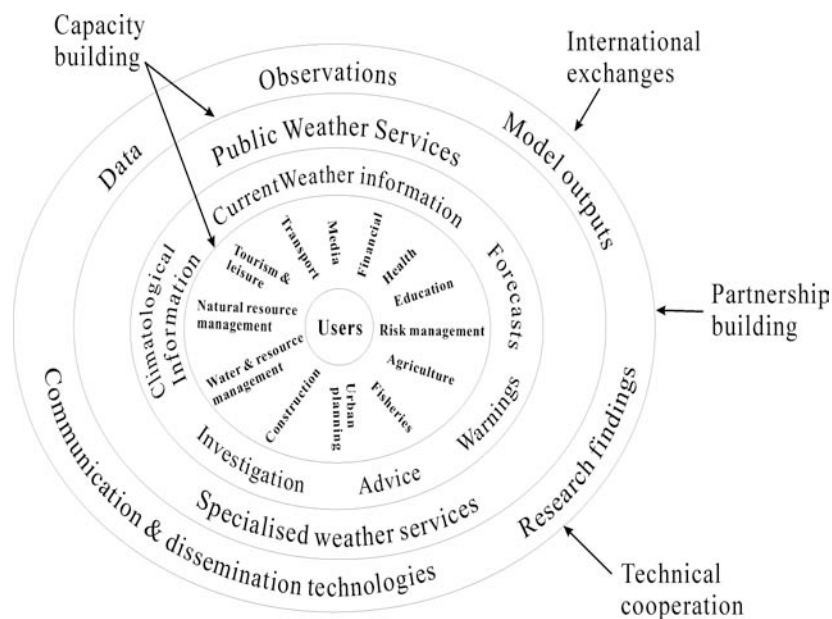 Capacity
building
International
exchanges
Observations
Data
Model outputs
Public Weather Services
CurrentWeather information
Climatological
Information
Forecasts
Tourism &
leisure
Transport
Media
Financial
Health
Education
Natural resource
management
Users
Risk management
Partnership
building
Water & resource
management
Agriculture
Construction
Urban
planning
Fisheries
Warnings
Investigation
Advice
Specialised weather services
Research findings
Communication & dissemination technologies
Technical
cooperation